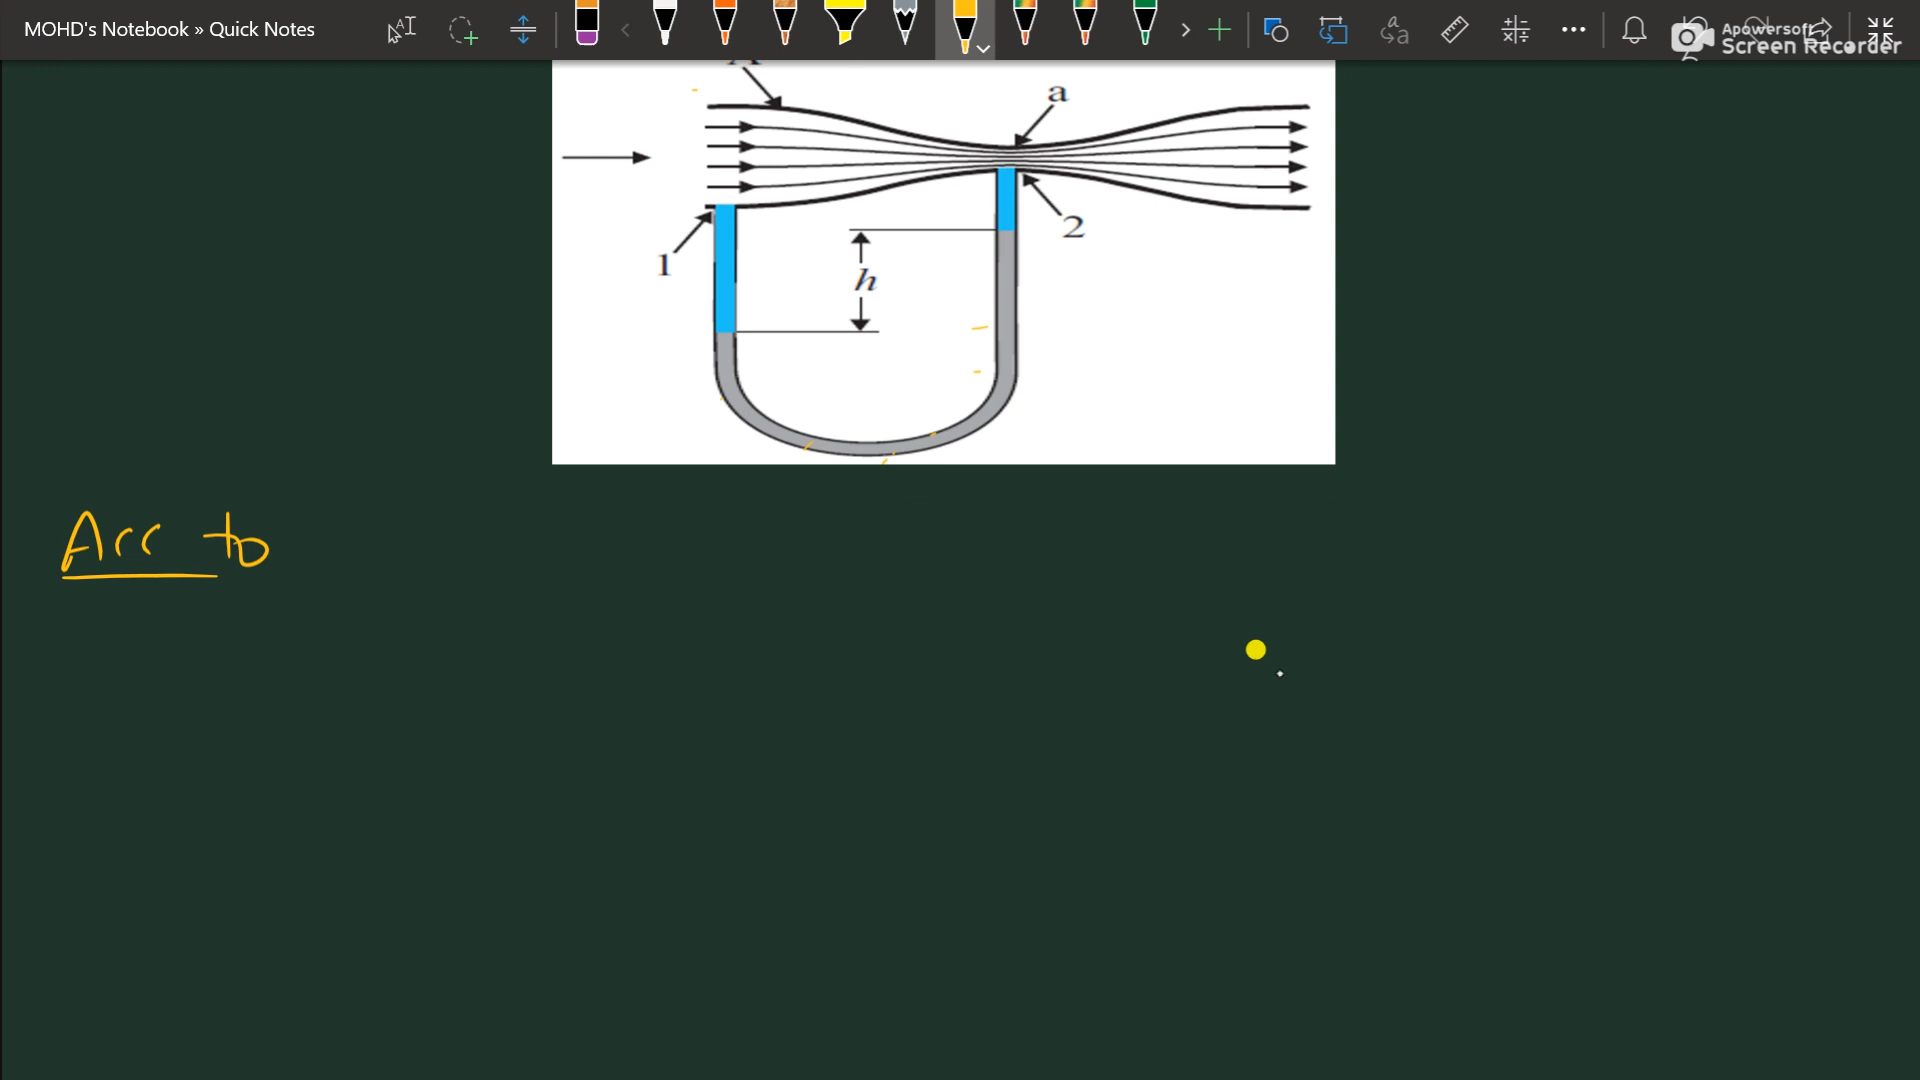 MOHD's Notebook » Quick Notes
Apowersoft
Screen Recorder
A
a
1
2
h
Acc to